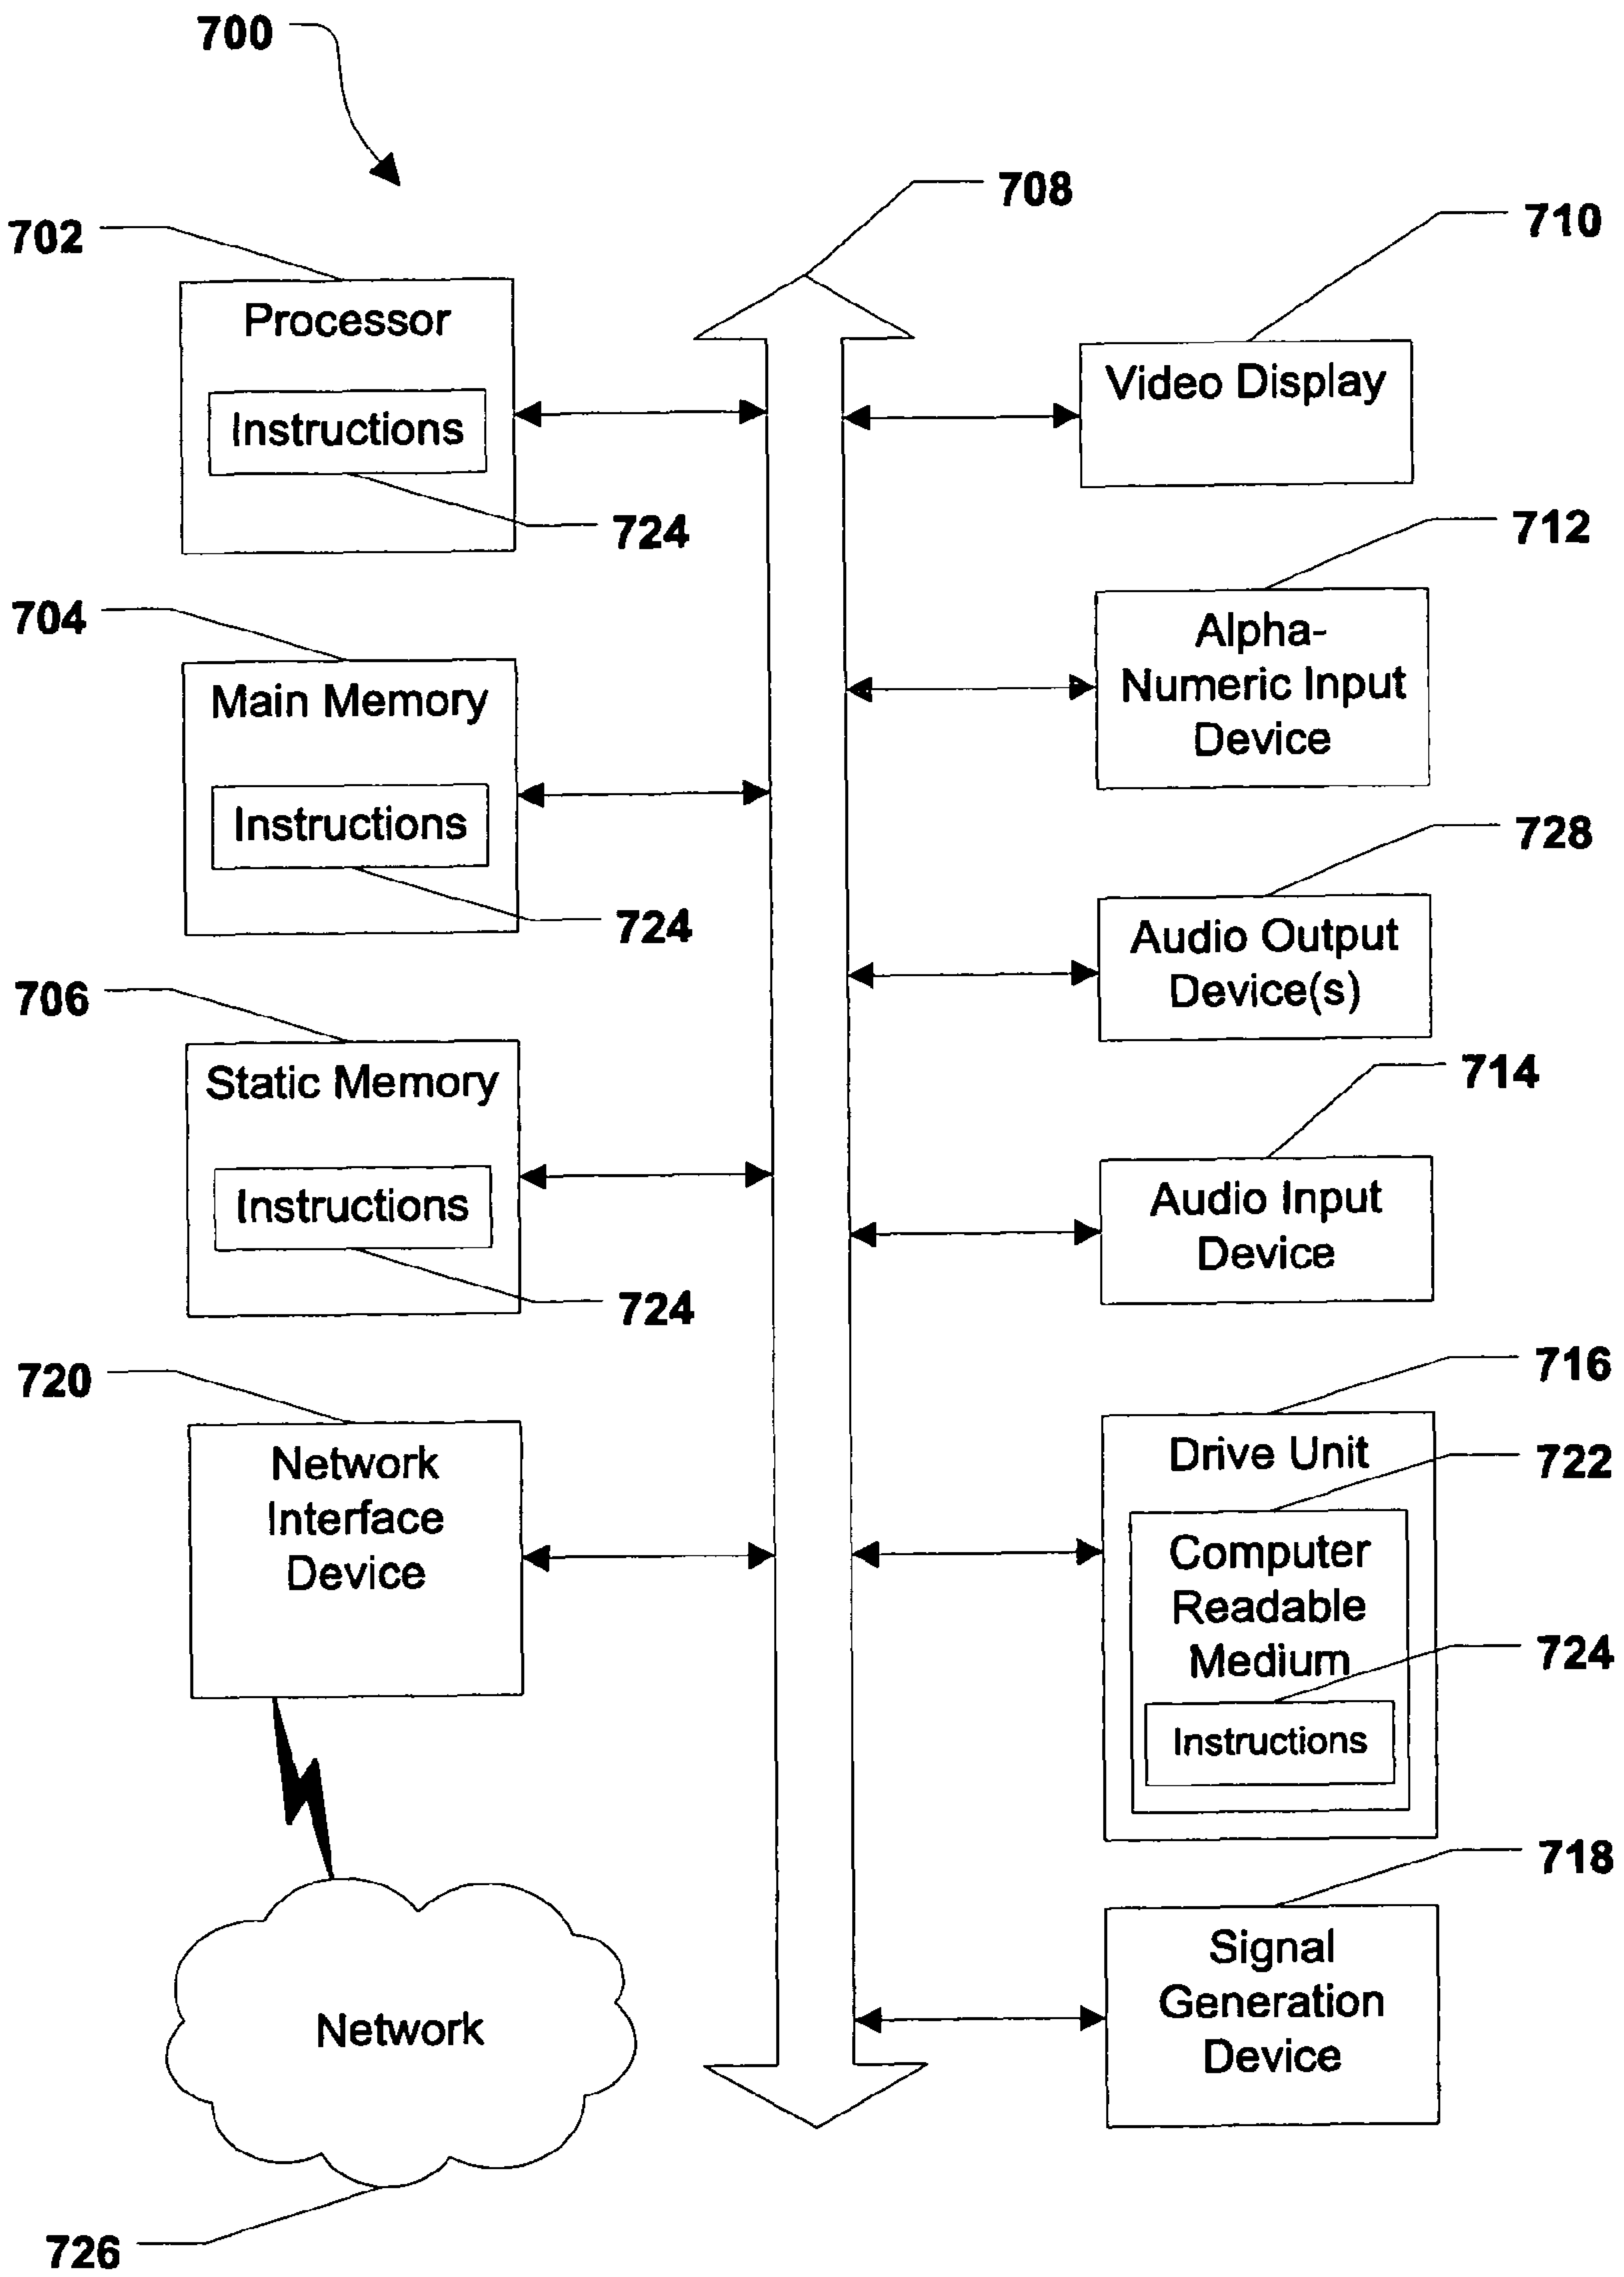 700
708
710
702
Processor
Instructions
724
Video Display
712
704
Main Memory
Instructions
724
Alpha-
Numeric Input
Device
728
Audio Output
Device(s)
706
Static Memory
Instructions
724
714
Audio Input
Device
720
Network
Interface
Device
716
Drive Unit
722
Computer
Readable
Medium
724
Instructions
718
Signal
Generation
Device
Network
726